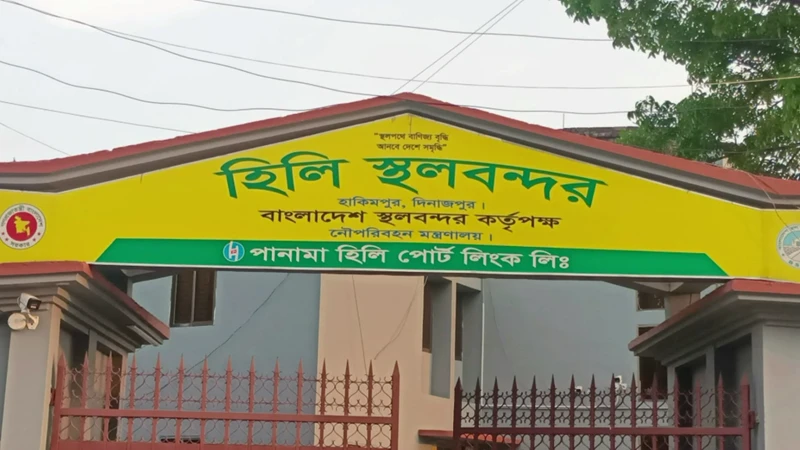 "স্থলপথে বাণিজ্য বৃদ্ধি
আনবে দেশে সমৃদ্ধি"
হিলি স্থলবন্দর
হাকিমপুর, দিনাজপুর।
বাংলাদেশ স্থলবন্দর কর্তৃপক্ষ
নৌপরিবহন মন্ত্রণালয়।
পানামা হিলি পোর্ট লিংক লিঃ